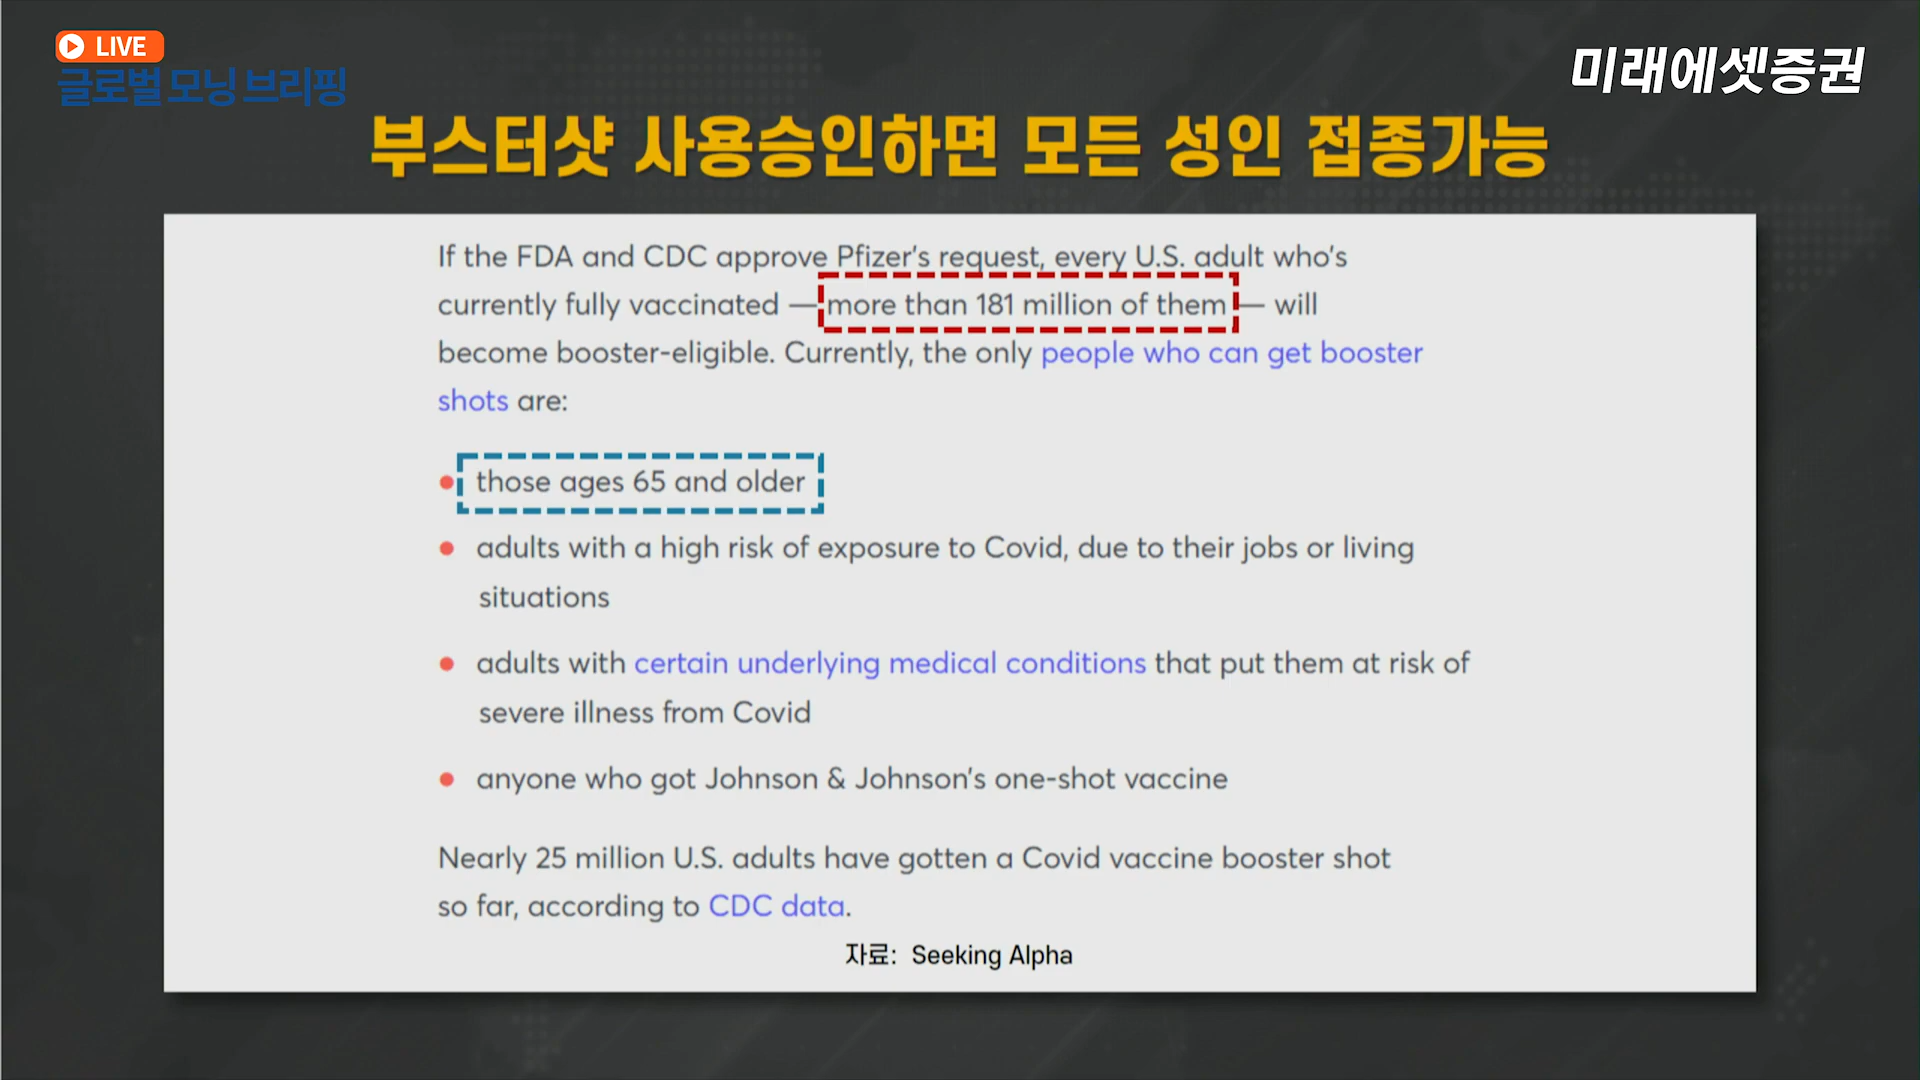 LIVE
글로벌 모닝 브리핑
미래에셋증권
부스터샷 사용승인하면 모든 성인 접종가능
If the FDA and CDC approve Pfizer's request, every U.S. adult who's
currently fully vaccinated — more than 181 million of them — will
become booster-eligible. Currently, the only people who can get booster
shots are:
• those ages 65 and older
• adults with a high risk of exposure to Covid, due to their jobs or living
situations
• adults with certain underlying medical conditions that put them at risk of
severe illness from Covid
• anyone who got Johnson & Johnson's one-shot vaccine
Nearly 25 million U.S. adults have gotten a Covid vaccine booster shot
so far, according to CDC data.
자료: Seeking Alpha